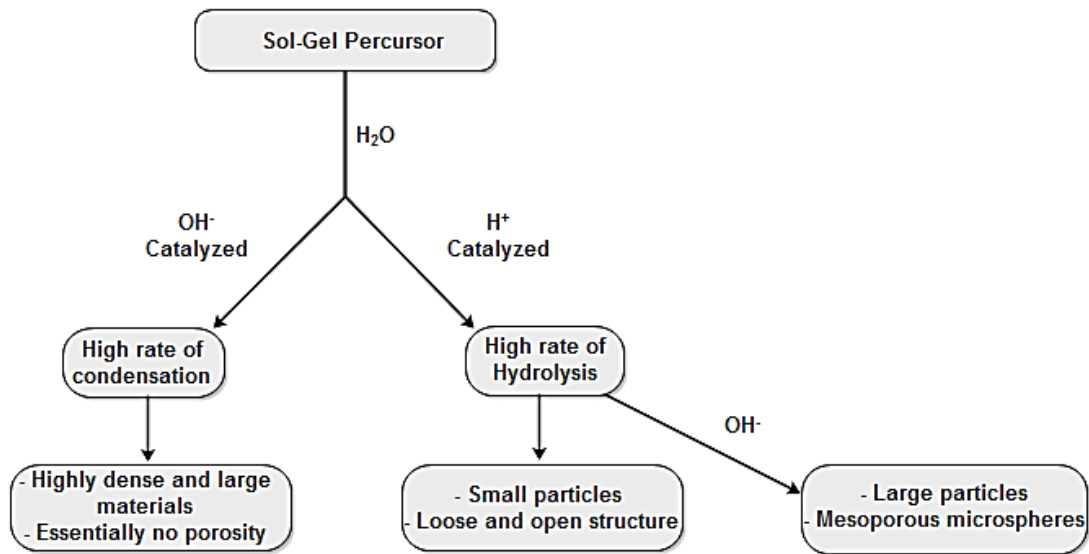 Sol-Gel Percursor
H₂O
OH⁻
Catalyzed
H⁺
Catalyzed
High rate of
condensation
High rate of
Hydrolysis
OH⁻
- Highly dense and large
materials
- Essentially no porosity
- Small particles
- Loose and open structure
- Large particles
- Mesoporous microspheres